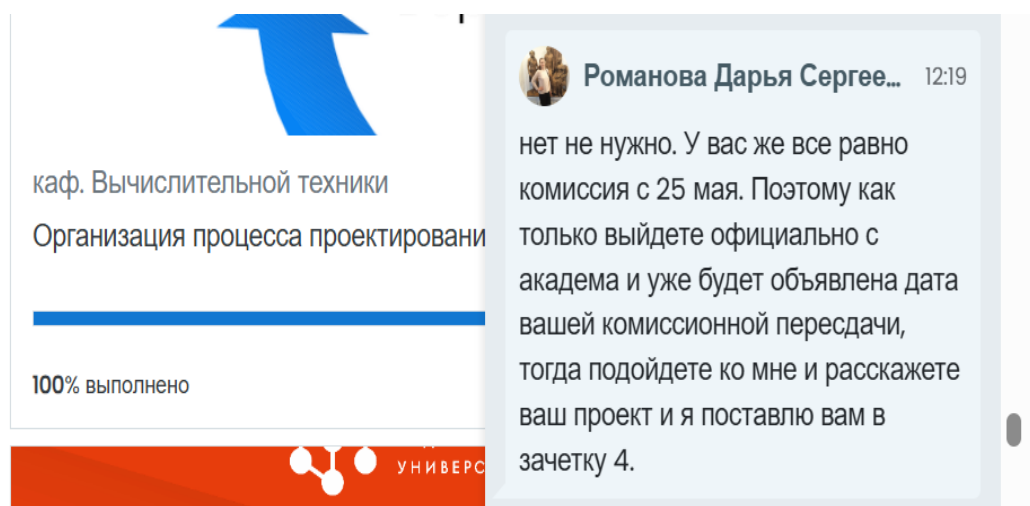 каф. Вычислительной техники
Организация процесса проектировани
100% выполнено
УНИВЕРС
Романова Дарья Сергее... 12:19
нет не нужно. У вас же все равно
комиссия с 25 мая. Поэтому как
только выйдете официально с
академа и уже будет объявлена дата
вашей комиссионной пересдачи,
тогда подойдете ко мне и расскажете
ваш проект и я поставлю вам в
зачетку 4.